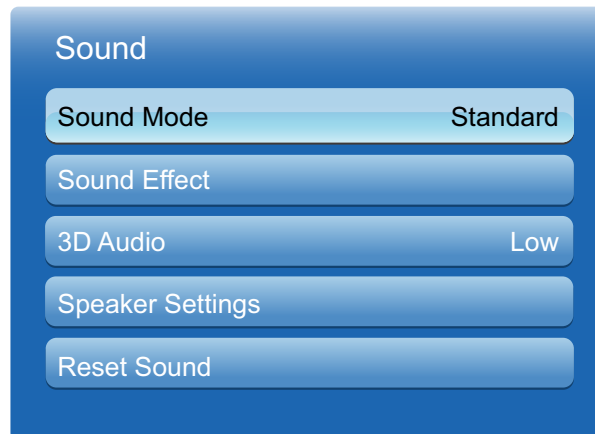 Sound
Sound Mode Standard
Sound Effect
3D Audio Low
Speaker Settings
Reset Sound